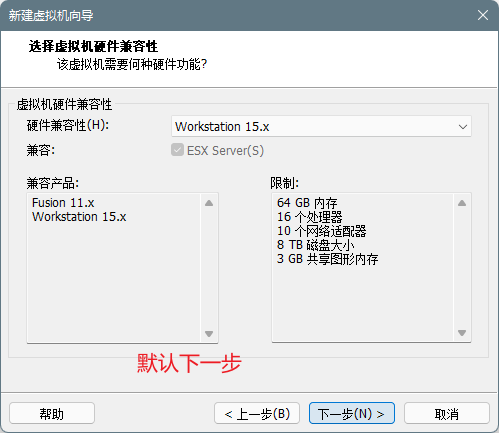 新建虚拟机向导
选择虚拟机硬件兼容性
该虚拟机需要何种硬件功能?
虚拟机硬件兼容性
硬件兼容性(H):
Workstation 15.x
兼容:
ESX Server(S)
兼容产品:
Fusion 11.x
Workstation 15.x
限制:
64 GB 内存
16 个处理器
10 个网络适配器
8 TB 磁盘大小
3 GB 共享图形内存
默认下一步
帮助
< 上一步(B)
下一步(N) >
取消